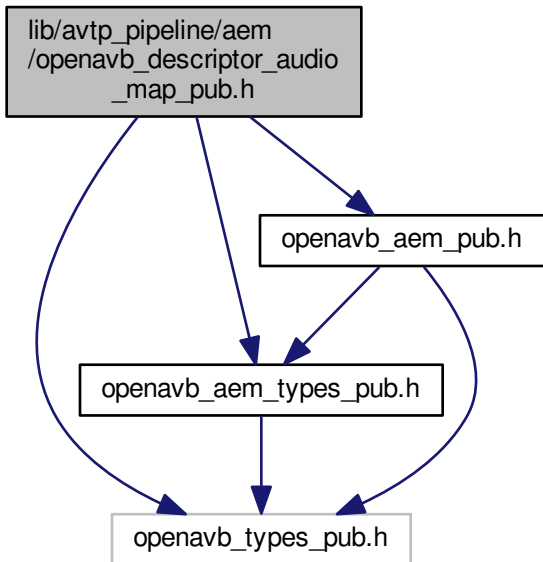 lib/avtp_pipeline/aem
/openavb_descriptor_audio
_map_pub.h
openavb_aem_pub.h
openavb_aem_types_pub.h
openavb_types_pub.h